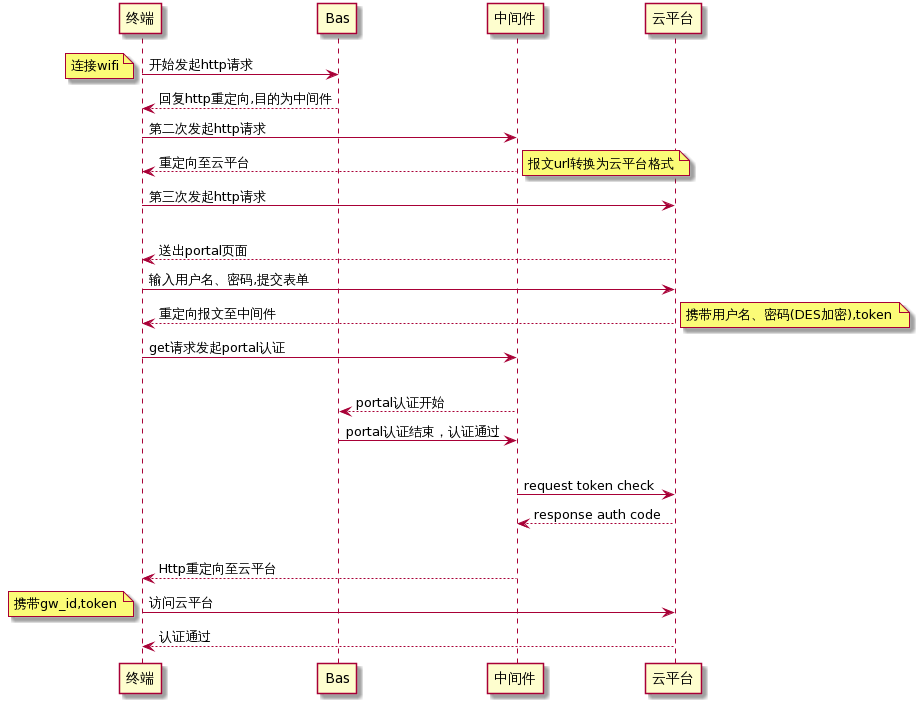 终端
Bas
中间件
云平台
连接wifi
开始发起http请求
回复http重定向,目的为中间件
第二次发起http请求
重定向至云平台
报文url转换为云平台格式
第三次发起http请求
送出portal页面
输入用户名、密码,提交表单
重定向报文至中间件
携带用户名、密码(DES加密),token
get请求发起portal认证
portal认证开始
portal认证结束，认证通过
request token check
response auth code
Http重定向至云平台
携带gw_id,token
访问云平台
认证通过
终端
Bas
中间件
云平台